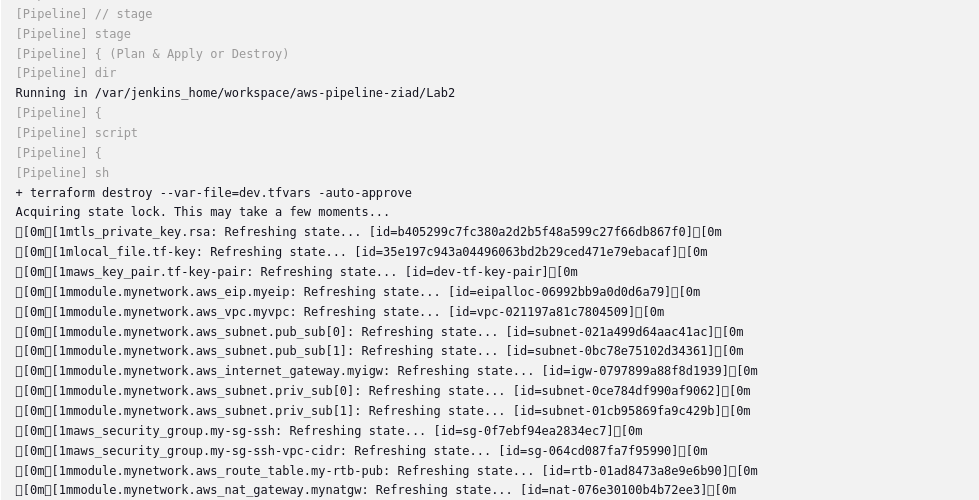 [Pipeline] // stage
[Pipeline] stage
[Pipeline] { (Plan & Apply or Destroy)
[Pipeline] dir
Running in /var/jenkins_home/workspace/aws-pipeline-ziad/Lab2
[Pipeline] {
[Pipeline] script
[Pipeline] {
[Pipeline] sh
+ terraform destroy --var-file=dev.tfvars -auto-approve
Acquiring state lock. This may take a few moments...
[0m[1mtls_private_key.rsa: Refreshing state... [id=b405299c7fc380a2d2b5f48a599c27f66db867f0][0m
[0m[1mlocal_file.tf-key: Refreshing state... [id=35e197c943a04496063bd2b29ced471e79ebacaf][0m
[0m[1maws_key_pair.tf-key-pair: Refreshing state... [id=dev-tf-key-pair][0m
[0m[1mmodule.mynetwork.aws_eip.myeip: Refreshing state... [id=eipalloc-06992bb9a0d0d6a79][0m
[0m[1mmodule.mynetwork.aws_vpc.myvpc: Refreshing state... [id=vpc-021197a81c7804509][0m
[0m[1mmodule.mynetwork.aws_subnet.pub_sub[0]: Refreshing state... [id=subnet-021a499d64aac41ac][0m
[0m[1mmodule.mynetwork.aws_subnet.pub_sub[1]: Refreshing state... [id=subnet-0bc78e75102d34361][0m
[0m[1mmodule.mynetwork.aws_internet_gateway.myigw: Refreshing state... [id=igw-0797899a88f8d1939][0m
[0m[1mmodule.mynetwork.aws_subnet.priv_sub[0]: Refreshing state... [id=subnet-0ce784df990af9062][0m
[0m[1mmodule.mynetwork.aws_subnet.priv_sub[1]: Refreshing state... [id=subnet-01cb95869fa9c429b][0m
[0m[1maws_security_group.my-sg-ssh: Refreshing state... [id=sg-0f7ebf94ea2834ec7][0m
[0m[1maws_security_group.my-sg-ssh-vpc-cidr: Refreshing state... [id=sg-064cd087fa7f95990][0m
[0m[1mmodule.mynetwork.aws_route_table.my-rtb-pub: Refreshing state... [id=rtb-01ad8473a8e9e6b90][0m
[0m[1mmodule.mynetwork.aws_nat_gateway.mynatgw: Refreshing state... [id=nat-076e30100b4b72ee3][0m